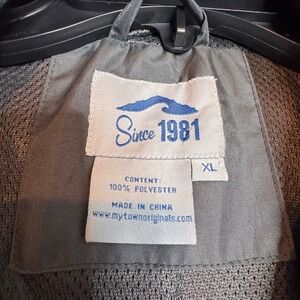 Since 1981
XL
CONTENT:
100% POLYESTER
MADE IN CHINA
www.mytownoriginals.com